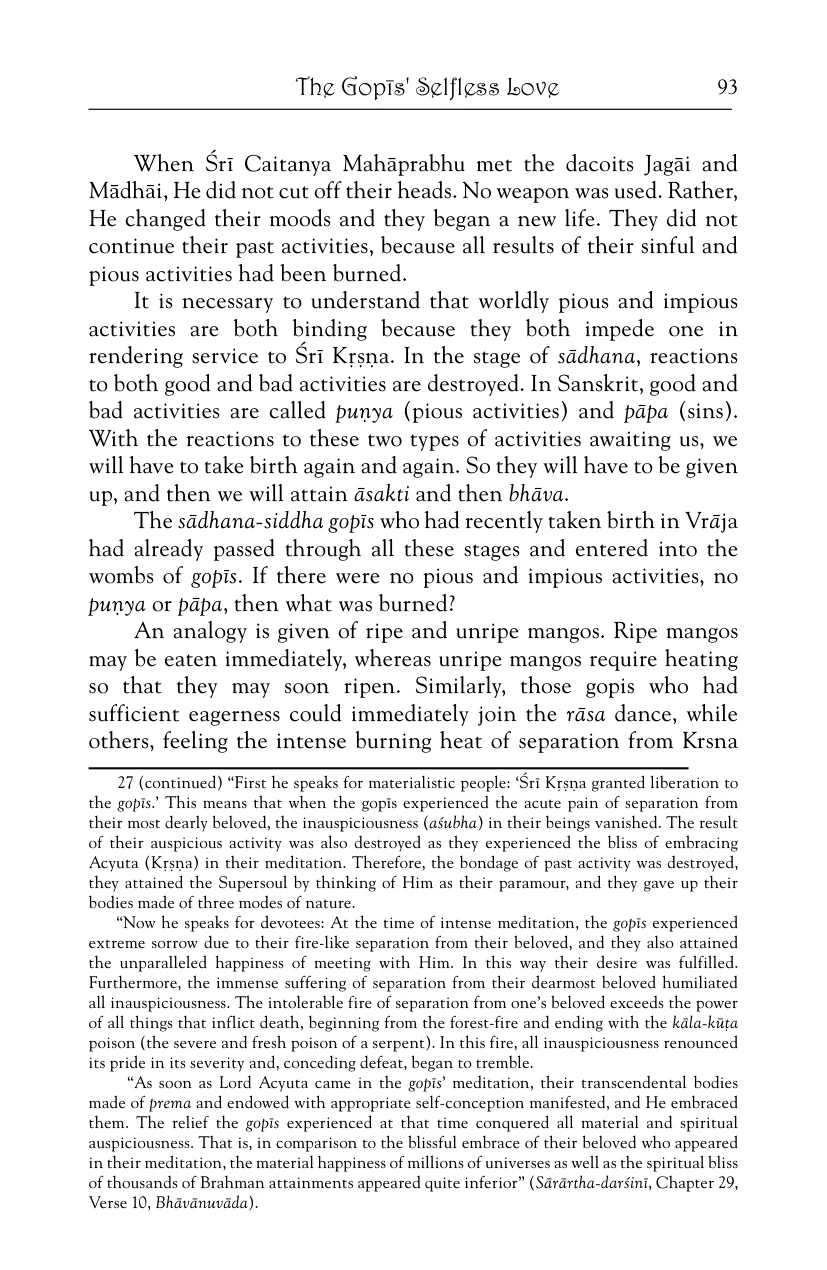 The Gopīs' Selfless Love 93
When Śrī Caitanya Mahāprabhu met the dacoits Jagāi and
Mādhāi, He did not cut off their heads. No weapon was used. Rather,
He changed their moods and they began a new life. They did not
continue their past activities, because all results of their sinful and
pious activities had been burned.
It is necessary to understand that worldly pious and impious
activities are both binding because they both impede one in
rendering service to Śrī Kṛṣṇa. In the stage of sādhana, reactions
to both good and bad activities are destroyed. In Sanskrit, good and
bad activities are called puṇya (pious activities) and pāpa (sins).
With the reactions to these two types of activities awaiting us, we
will have to take birth again and again. So they will have to be given
up, and then we will attain āsakti and then bhāva.
The sādhana-siddha gopīs who had recently taken birth in Vrāja
had already passed through all these stages and entered into the
wombs of gopīs. If there were no pious and impious activities, no
puṇya or pāpa, then what was burned?
An analogy is given of ripe and unripe mangos. Ripe mangos
may be eaten immediately, whereas unripe mangos require heating
so that they may soon ripen. Similarly, those gopis who had
sufficient eagerness could immediately join the rāsa dance, while
others, feeling the intense burning heat of separation from Krsna
27 (continued) “First he speaks for materialistic people: ‘Śrī Kṛṣṇa granted liberation to
the gopīs.’ This means that when the gopīs experienced the acute pain of separation from
their most dearly beloved, the inauspiciousness (aśubha) in their beings vanished. The result
of their auspicious activity was also destroyed as they experienced the bliss of embracing
Acyuta (Kṛṣṇa) in their meditation. Therefore, the bondage of past activity was destroyed,
they attained the Supersoul by thinking of Him as their paramour, and they gave up their
bodies made of three modes of nature.
“Now he speaks for devotees: At the time of intense meditation, the gopīs experienced
extreme sorrow due to their fire-like separation from their beloved, and they also attained
the unparalleled happiness of meeting with Him. In this way their desire was fulfilled.
Furthermore, the immense suffering of separation from their dearmost beloved humiliated
all inauspiciousness. The intolerable fire of separation from one’s beloved exceeds the power
of all things that inflict death, beginning from the forest-fire and ending with the kāla-kūṭa
poison (the severe and fresh poison of a serpent). In this fire, all inauspiciousness renounced
its pride in its severity and, conceding defeat, began to tremble.
“As soon as Lord Acyuta came in the gopīs’ meditation, their transcendental bodies
made of prema and endowed with appropriate self-conception manifested, and He embraced
them. The relief the gopīs experienced at that time conquered all material and spiritual
auspiciousness. That is, in comparison to the blissful embrace of their beloved who appeared
in their meditation, the material happiness of millions of universes as well as the spiritual bliss
of thousands of Brahman attainments appeared quite inferior” (Sārārtha-darśinī, Chapter 29,
Verse 10, Bhāvānuvāda).